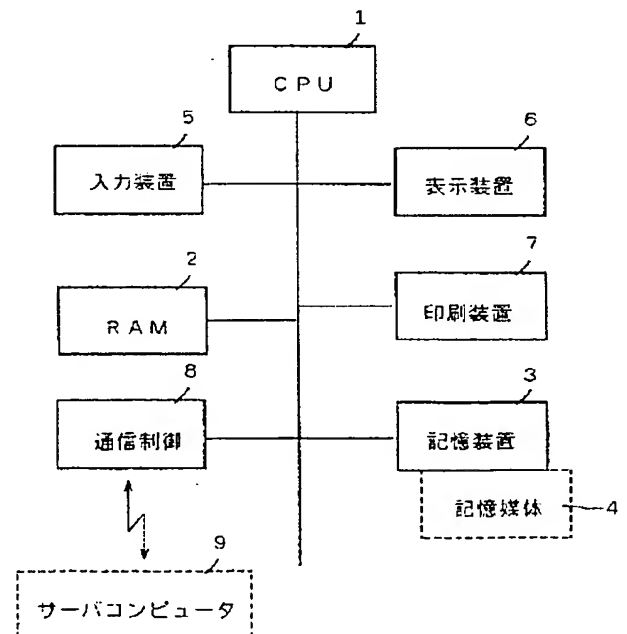 1
CPU
5
入力装置
6
表示装置
2
RAM
7
印刷装置
8
通信制御
3
記憶装置
記憶媒体
4
9
サーバコンピュータ